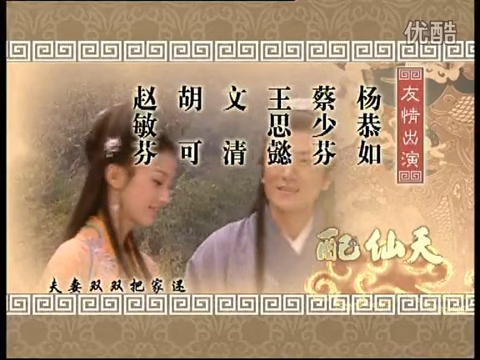 优酷
友情出演
杨恭如
蔡少芬
王思懿
文清
胡可
赵敏芬
天仙配
夫妻双双把家还